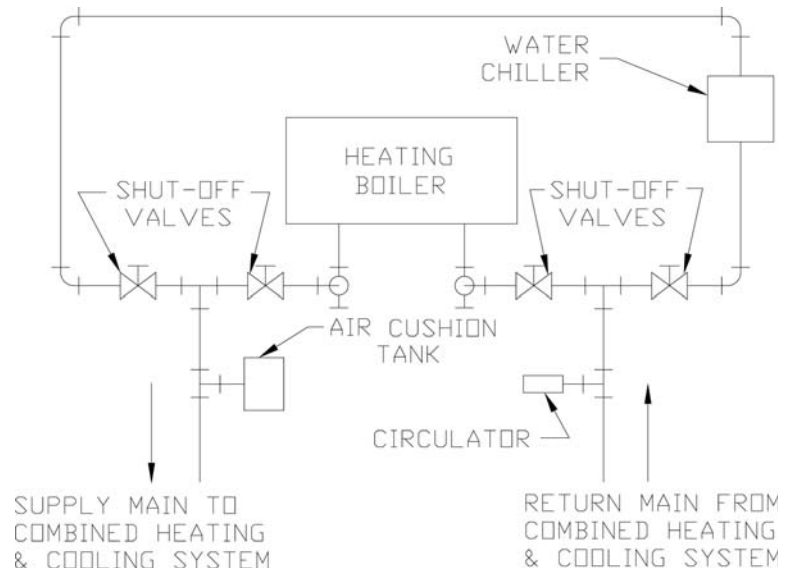 WATER
CHILLER
HEATING
BOILER
SHUT-OFF
VALVES
SHUT-OFF
VALVES
AIR CUSHION
TANK
CIRCULATOR
SUPPLY MAIN TO
COMBINED HEATING
& COOLING SYSTEM
RETURN MAIN FROM
COMBINED HEATING
& COOLING SYSTEM